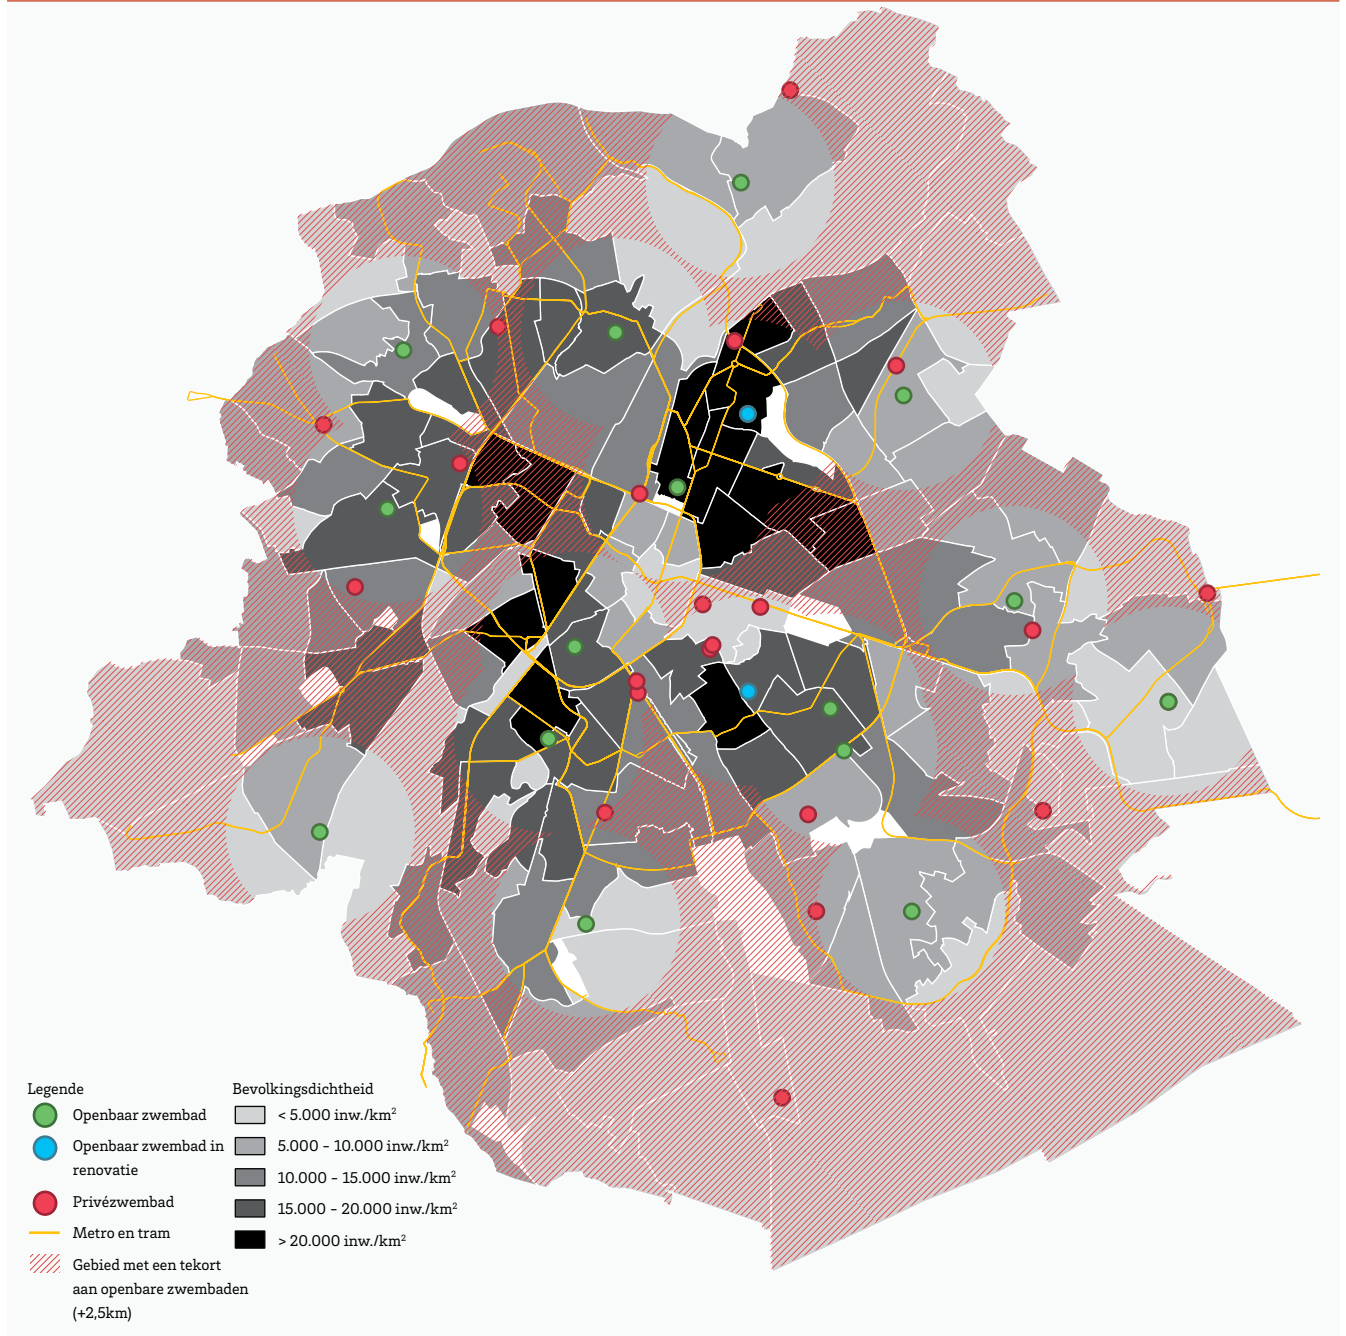 Legende
Openbaar zwembad
Openbaar zwembad in
renovatie
Privézwembad
Metro en tram
Gebied met een tekort
aan openbare zwembaden
(+2,5km)
Bevolkingsdichtheid
< 5.000 inw./km²
5.000 - 10.000 inw./km²
10.000 - 15.000 inw./km²
15.000 - 20.000 inw./km²
> 20.000 inw./km²